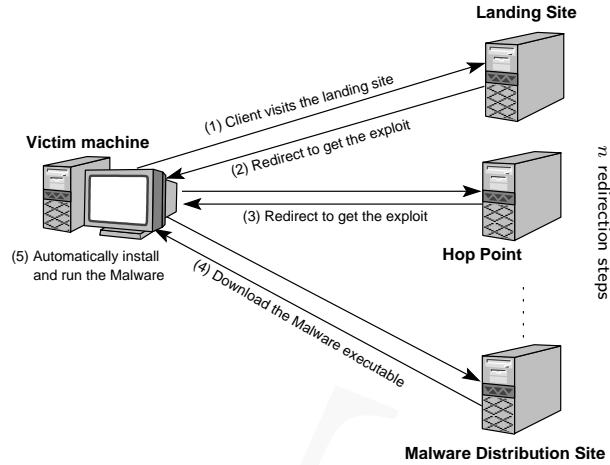 Landing Site
(1) Client visits the landing site
(2) Redirect to get the exploit
Victim machine
(3) Redirect to get the exploit
Hop Point
n redirection steps
(5) Automatically install
and run the Malware
(4) Download the Malware executable
Malware Distribution Site